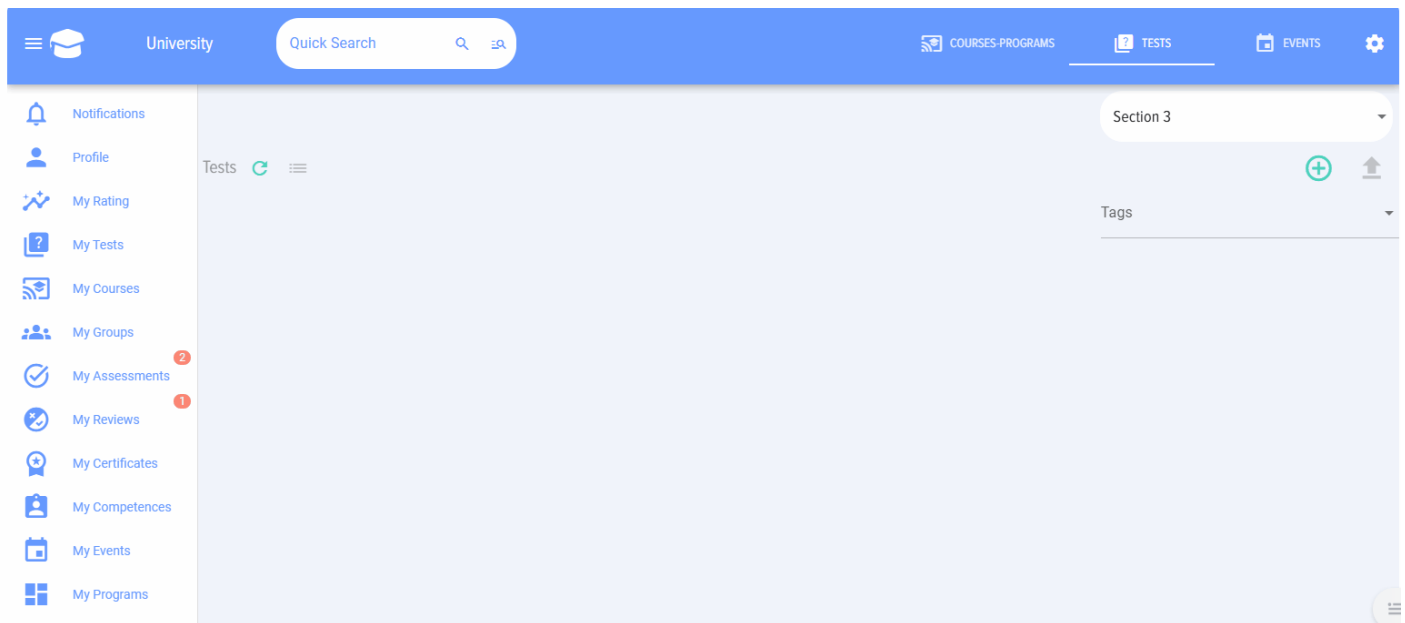 University
Quick Search
COURSES-PROGRAMS
TESTS
EVENTS
Notifications
Profile
My Rating
My Tests
My Courses
My Groups
2
My Assessments
1
My Reviews
My Certificates
My Competences
My Events
My Programs
Section 3
Tests
Tags